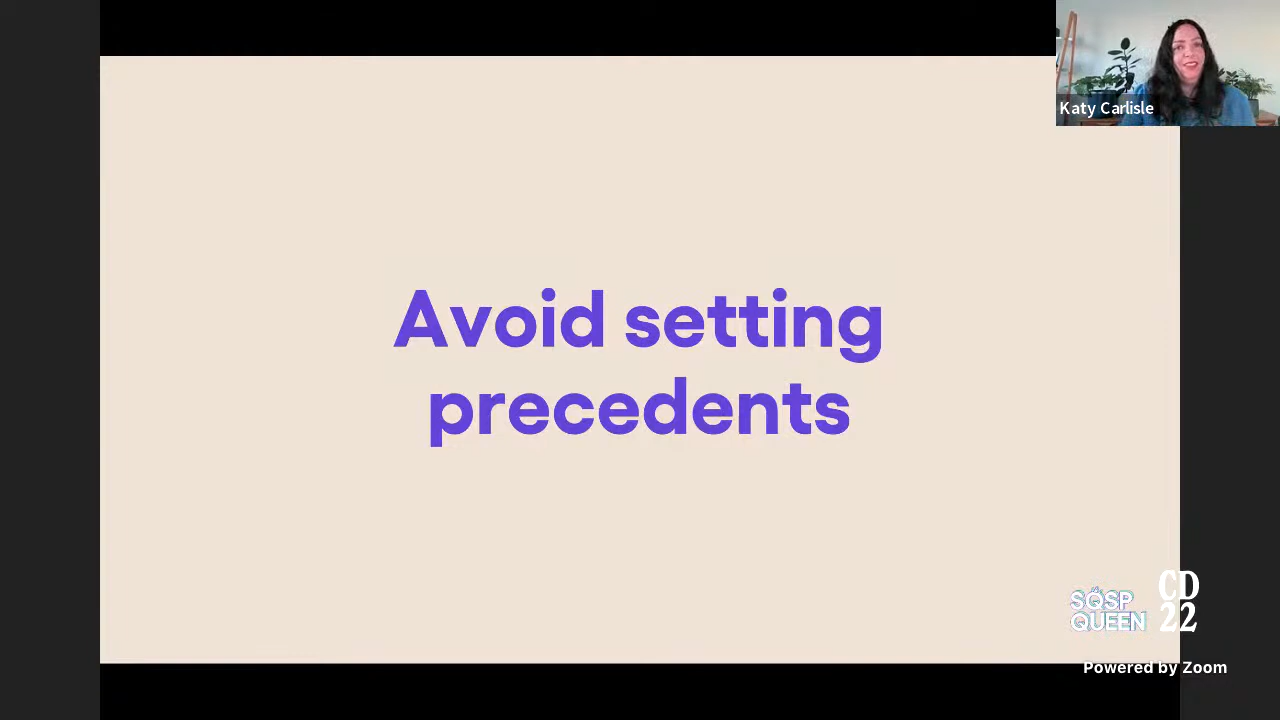 Katy Carlisle
Avoid setting
precedents
SQSP
QUEEN
CD
22
Powered by Zoom